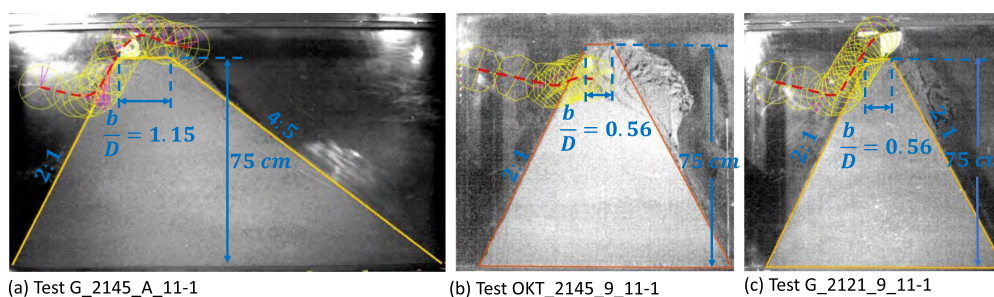 b/D = 1.15
2:1
4.5
75 cm
(a) Test G_2145_A_11-1
b/D = 0.56
2:1
75 cm
(b) Test OKT_2145_9_11-1
b/D = 0.56
2:1
2:1
75 cm
(c) Test G_2121_9_11-1